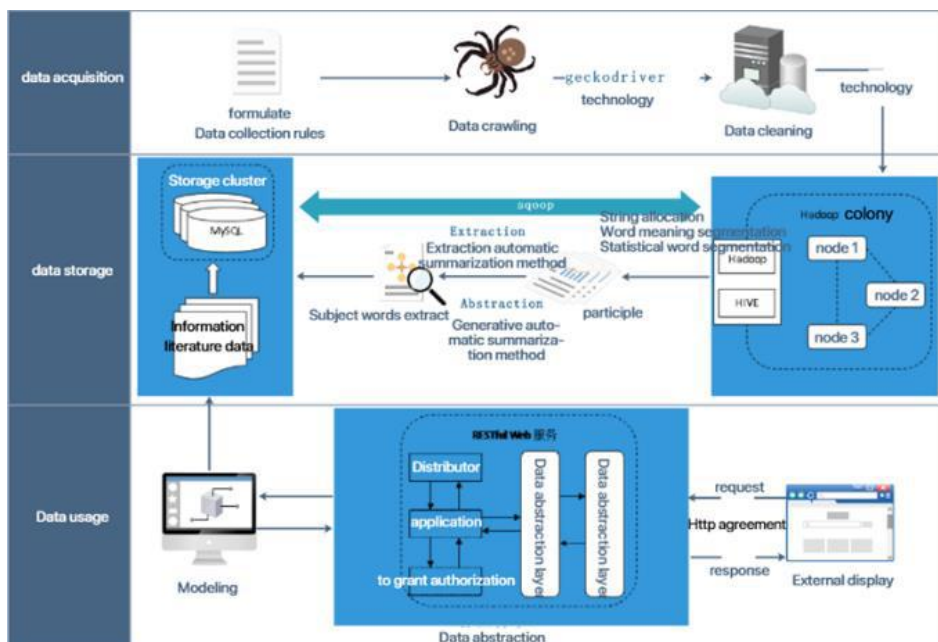 data acquisition
formulate
Data collection rules
Data crawling
geckodriver
technology
Data cleaning
technology
data storage
Storage cluster
MySQL
Information
literature data
sqoop
Extraction
Extraction automatic
summarization method
Subject words extract
Abstraction
Generative auto-
matic summariza-
tion method
String allocation
Word meaning segmentation
Statistical word segmentation
participle
Hadoop colony
Hadoop
HIVE
node 1
node 2
node 3
Data usage
Modeling
RESTful Web 服务
Distributor
application
to grant authorization
Data abstraction layer
Data abstraction layer
Data abstraction
request
Http agreement
response
External display